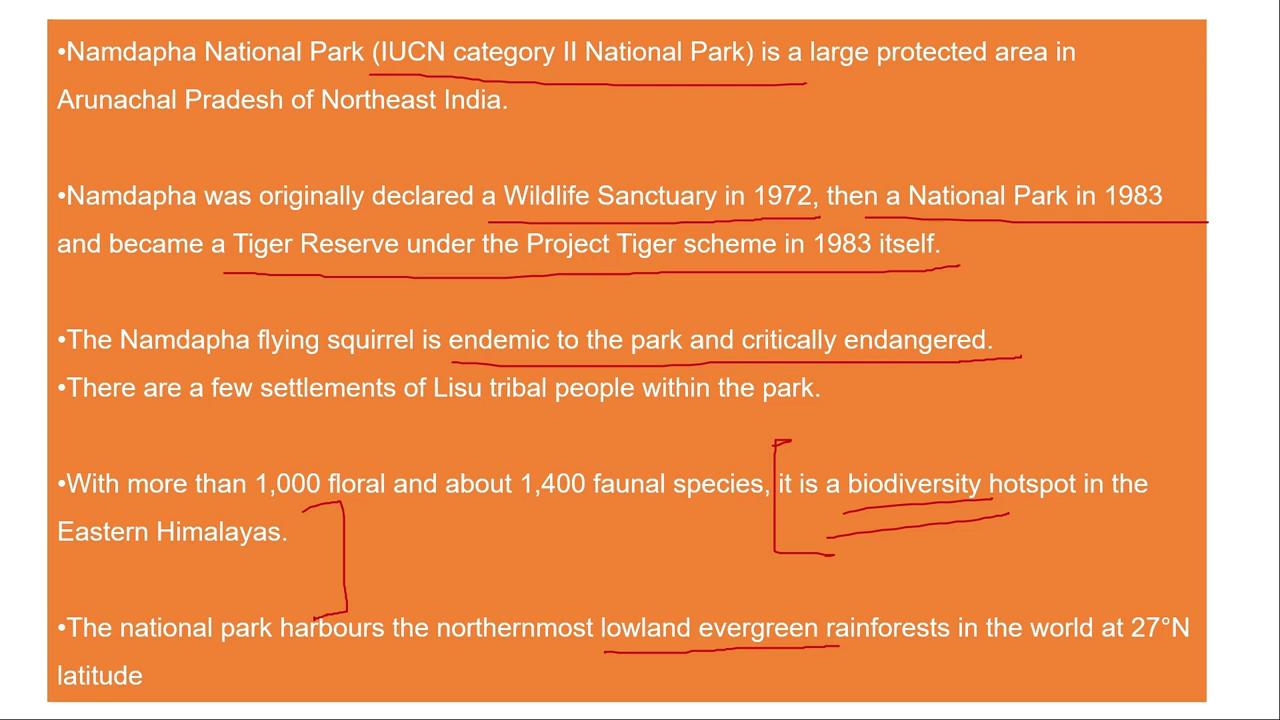 •Namdapha National Park (IUCN category II National Park) is a large protected area in
Arunachal Pradesh of Northeast India.
•Namdapha was originally declared a Wildlife Sanctuary in 1972, then a National Park in 1983
and became a Tiger Reserve under the Project Tiger scheme in 1983 itself.
•The Namdapha flying squirrel is endemic to the park and critically endangered.
•There are a few settlements of Lisu tribal people within the park.
•With more than 1,000 floral and about 1,400 faunal species, it is a biodiversity hotspot in the
Eastern Himalayas.
•The national park harbours the northernmost lowland evergreen rainforests in the world at 27°N
latitude